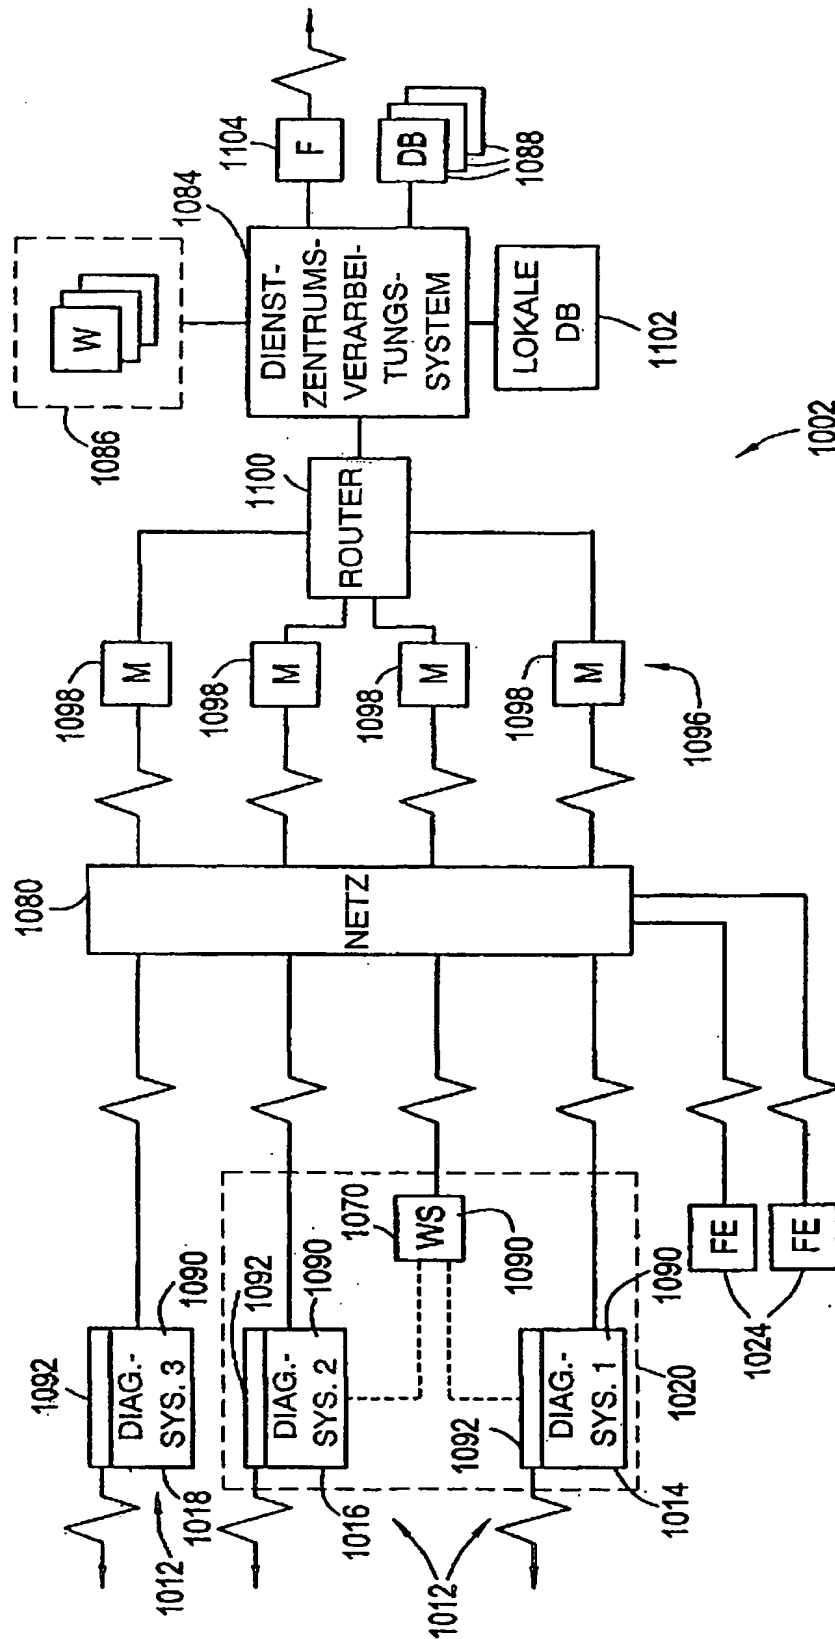 1092
DIAG.-
SYS. 3
1090
1018
1012
1092
DIAG.-
SYS. 2
1090
1016
1070
WS
1090
1012
1092
DIAG.-
SYS. 1
1090
1014
1020
FE
FE
1024
1080
NETZ
1098
M
1098
M
1098
M
1098
M
1096
1100
ROUTER
1086
W
1084
DIENST-
ZENTRUMS-
VERARBEI-
TUNGS-
SYSTEM
1104
F
DB
1088
LOKALE
DB
1102
1002